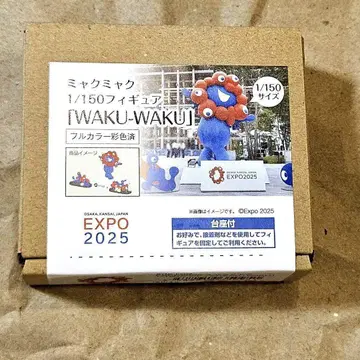 ミャクミャク
1/150フィギュア
「WAKU-WAKU」
フルカラー彩色済
1/150
サイズ
商品イメージ
EXPO2025
※画像はイメージです。©Expo 2025
OSAKA, KANSAI, JAPAN
EXPO
2025
台座付
お好みで、接着剤などを使用してフィ
ギュアを固定してご利用ください。